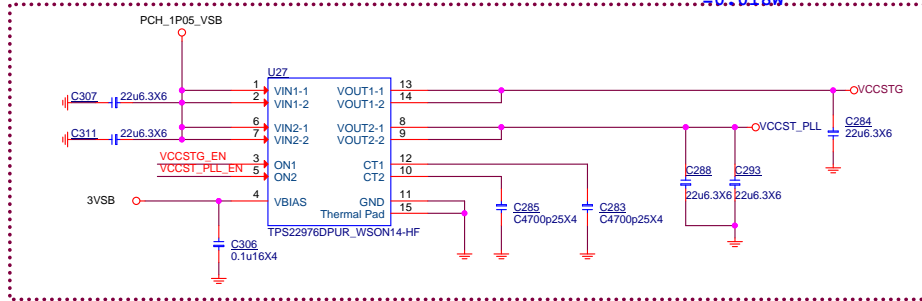 PCH_1P05_VSB
U27
C307 22u6.3X6
C311 22u6.3X6
1 VIN1-1 VOUT1-1 13
2 VIN1-2 VOUT1-2 14
6 VIN2-1 VOUT2-1 8
7 VIN2-2 VOUT2-2 9
VCCSTG_EN 3 ON1 CT1 12
VCCST_PLL_EN 5 ON2 CT2 10
3VSB 4 VBIAS GND 11
Thermal Pad 15
TPS22976DPUR_WSON14-HF
C306
0.1u16X4
C285
C4700p25X4
C283
C4700p25X4
VCCSTG
VCCST_PLL
C284
22u6.3X6
C288
22u6.3X6
C293
22u6.3X6